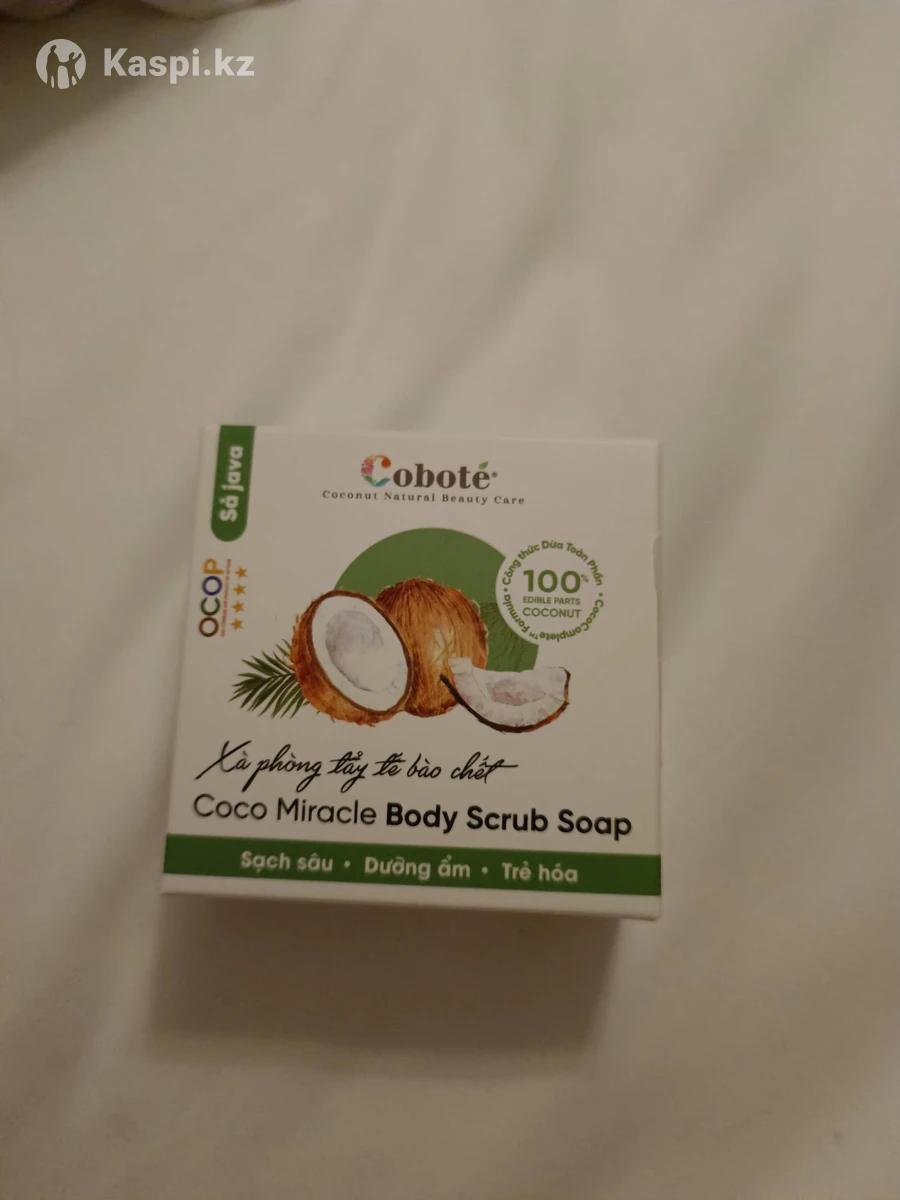 Kaspi.kz
Sả java
Coboté®
Coconut Natural Beauty Care
OCOP
Công thức Dừa Toàn Phần • CocoComplete™ Formula •
100
EDIBLE PARTS
COCONUT
Xà phòng tẩy tế bào chết
Coco Miracle Body Scrub Soap
Sạch sâu • Dưỡng ẩm • Trẻ hóa